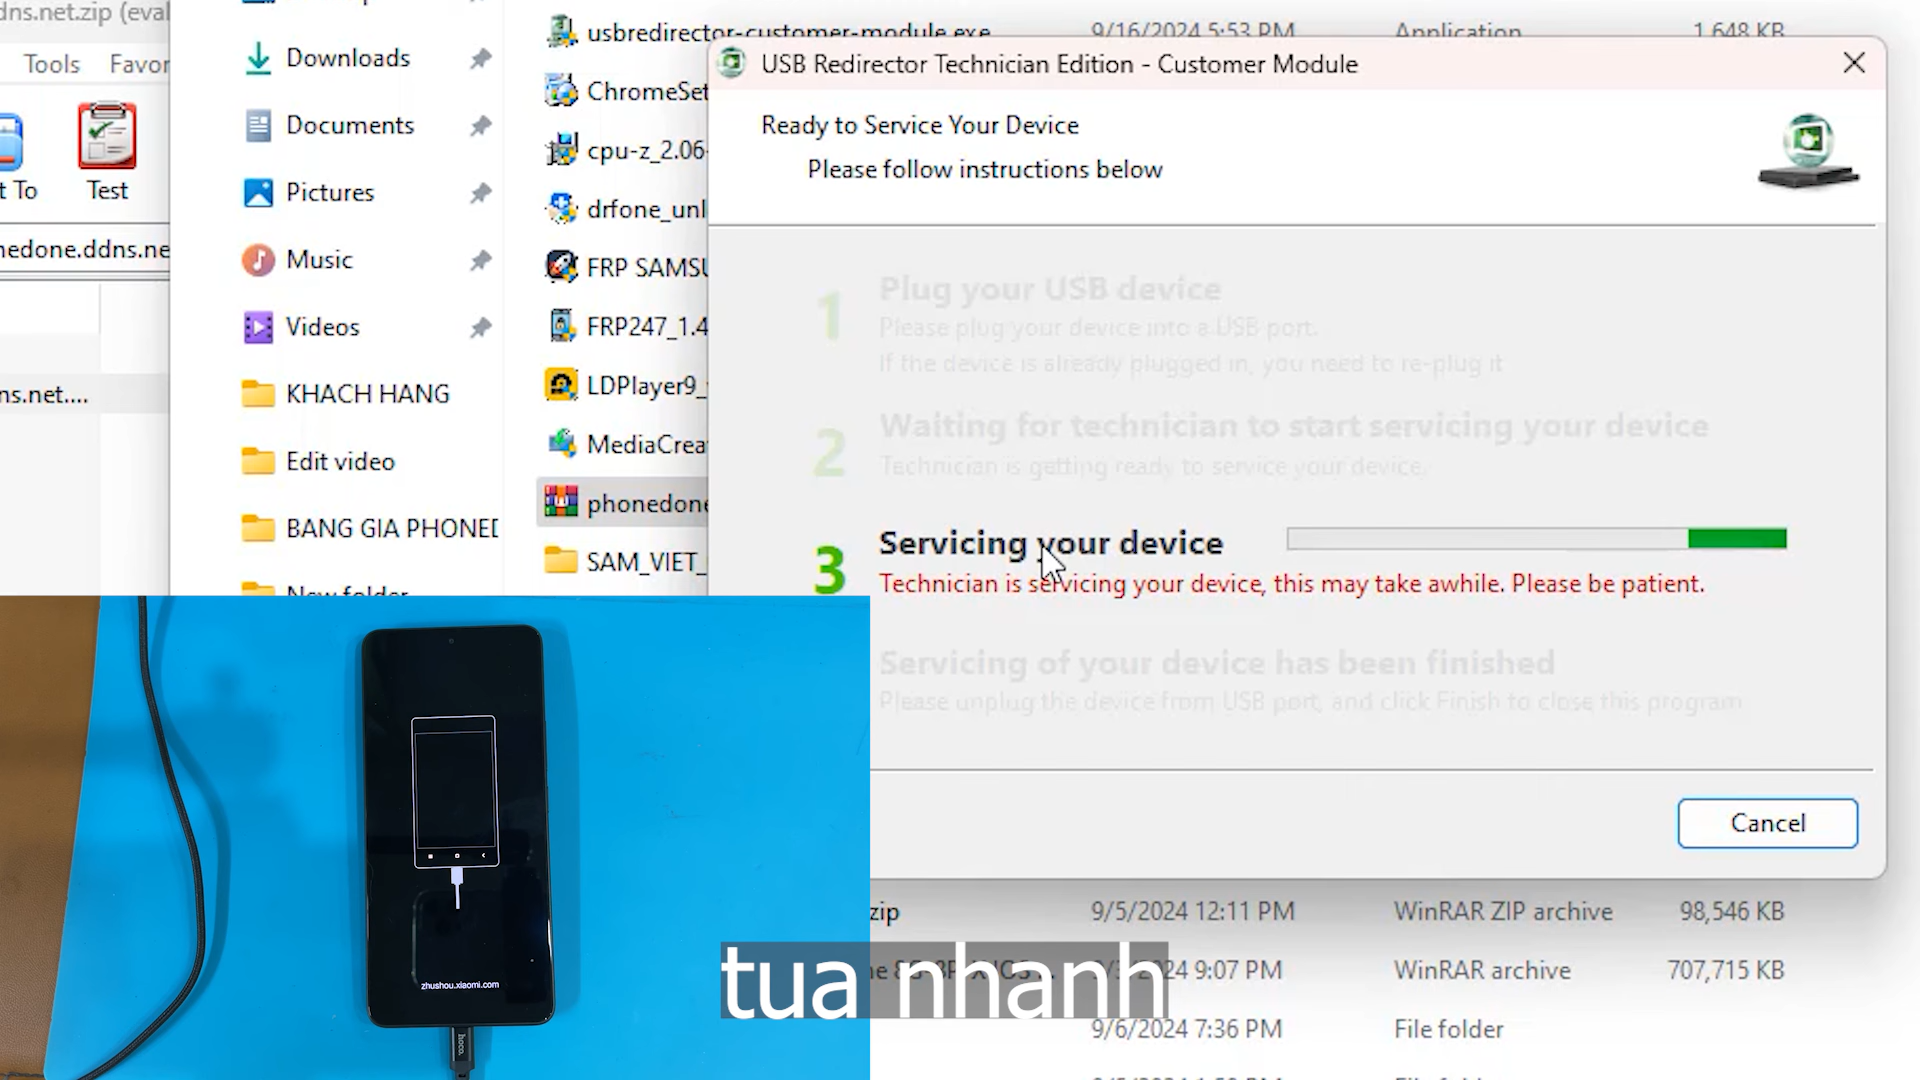 dns.net.zip (eval
Tools Favor
t To
Test
nedone.ddns.ne
ns.net....
Downloads
Documents
Pictures
Music
Videos
KHACH HANG
Edit video
BANG GIA PHONED
New folder
usbredirector-customer-module.exe 9/16/2024 5:53 PM Application 1,648 KB
ChromeSet
cpu-z_2.06-
drfone_unl
FRP SAMSU
FRP247_1.4
LDPlayer9_
MediaCrea
phonedone
SAM_VIET_
USB Redirector Technician Edition - Customer Module
Ready to Service Your Device
Please follow instructions below
1 Plug your USB device
Please plug your device into a USB port.
If the device is already plugged in, you need to re-plug it
2 Waiting for technician to start servicing your device
Technician is getting ready to service your device.
3 Servicing your device
Technician is servicing your device, this may take awhile. Please be patient.
Servicing of your device has been finished
Please unplug the device from USB port, and click Finish to close this program
Cancel
zip 9/5/2024 12:11 PM WinRAR ZIP archive 98,546 KB
9:07 PM WinRAR archive 707,715 KB
9/6/2024 7:36 PM File folder
tua nhanh
zhushou.xiaomi.com
hoco.